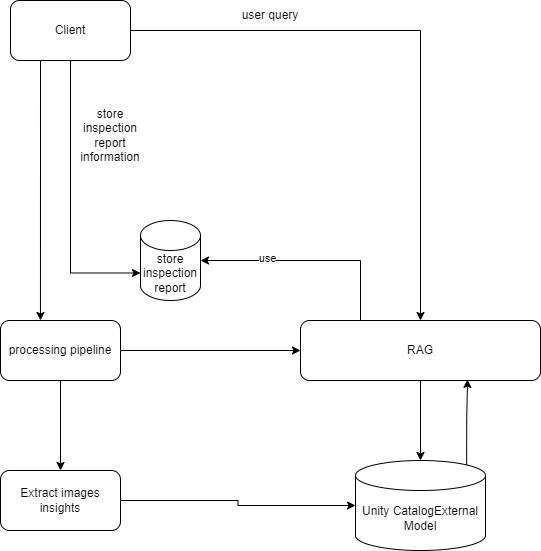 user query
Client
store
inspection
report
information
store
inspection
report
use
processing pipeline
RAG
Extract images
insights
Unity CatalogExternal
Model